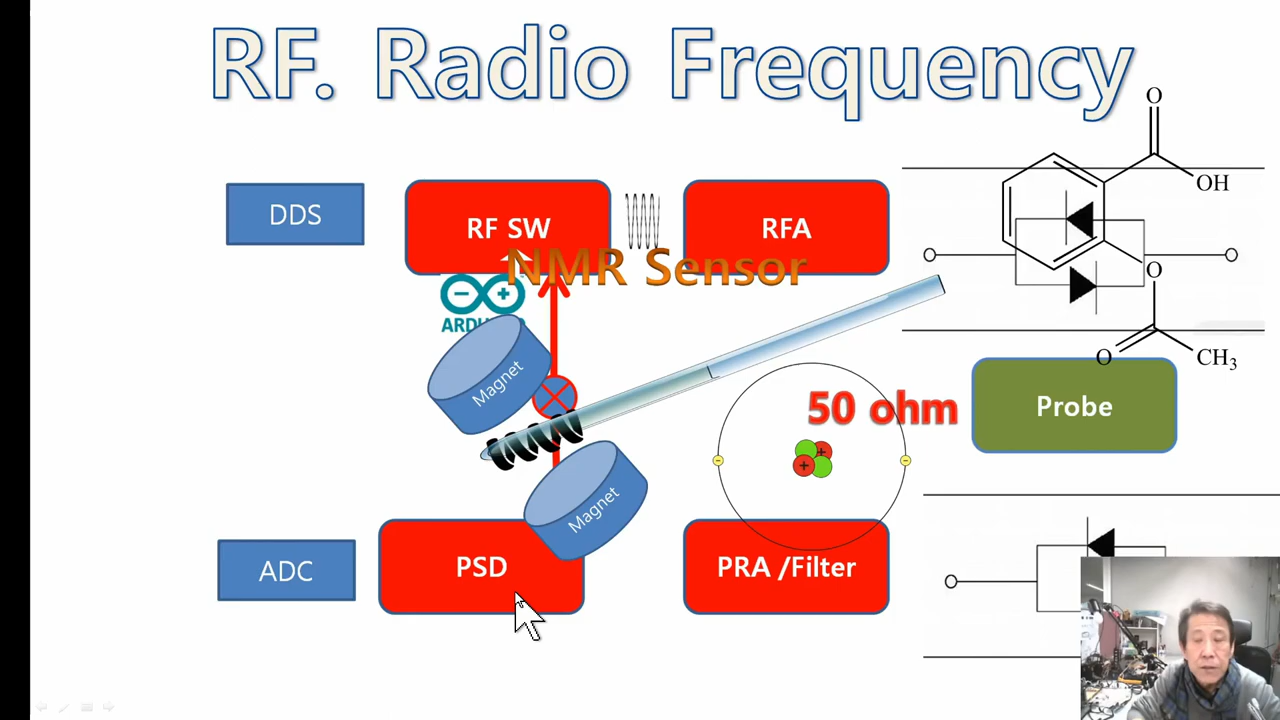 RF. Radio Frequency
O
OH
DDS
RF SW
RFA
NMR Sensor
O
O
CH3
Magnet
50 ohm
Probe
Magnet
ADC
PSD
PRA /Filter